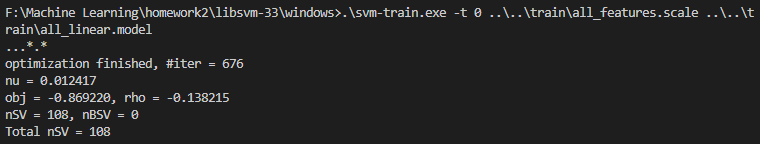 F:\Machine Learning\homework2\libsvm-33\windows>.\svm-train.exe -t 0 ..\..\train\all_features.scale ..\..\t
rain\all_linear.model
...*.*
optimization finished, #iter = 676
nu = 0.012417
obj = -0.869220, rho = -0.138215
nSV = 108, nBSV = 0
Total nSV = 108